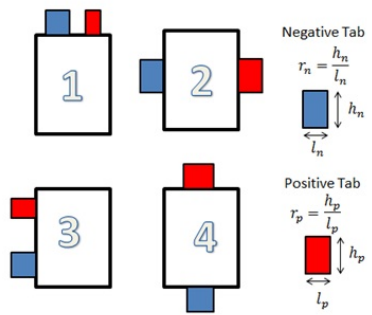 1
2
Negative Tab
r_n = h_n / l_n
h_n
l_n
3
4
Positive Tab
r_p = h_p / l_p
h_p
l_p